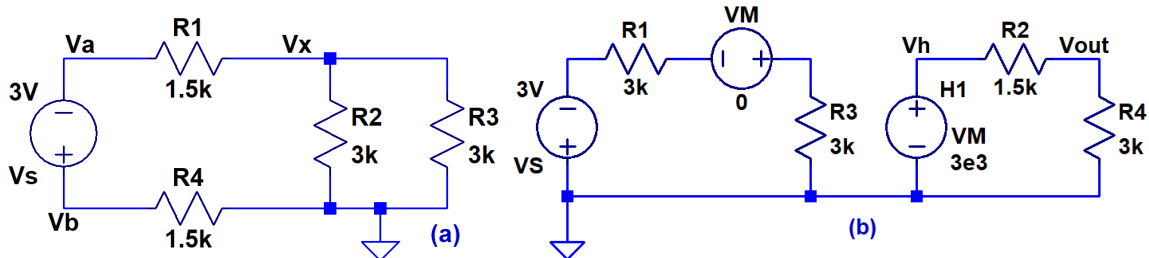 R1
Va
Vx
1.5k
3V
R2
3k
R3
3k
Vs
R4
Vb
1.5k
(a)
VM
R1
3k
0
3V
R3
3k
VS
Vh
R2
Vout
1.5k
H1
VM
3e3
R4
3k
(b)